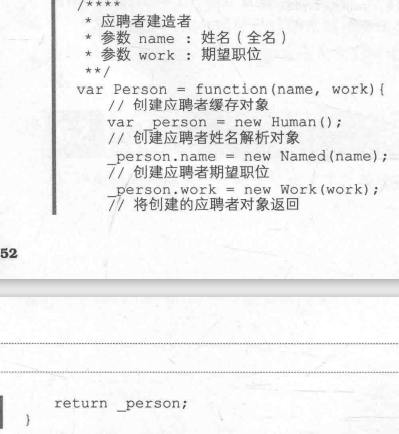 /****
 * 应聘者建造者
 * 参数 name : 姓名 ( 全名 )
 * 参数 work : 期望职位
 **/
var Person = function(name, work){
    // 创建应聘者缓存对象
    var _person = new Human();
    // 创建应聘者姓名解析对象
    _person.name = new Named(name);
    // 创建应聘者期望职位
    _person.work = new Work(work);
    // 将创建的应聘者对象返回
52
    return _person;
}